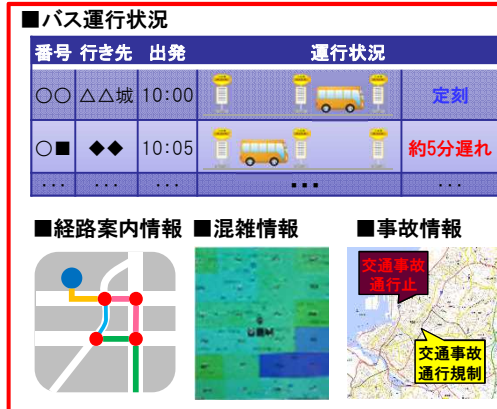 ■バス運行状況
番号 行き先 出発 運行状況
○○ △△城 10:00 定刻
○■ ◆◆ 10:05 約5分遅れ
... ... ... ... ...
■経路案内情報 ■混雑情報 ■事故情報
交通事故
通行止
交通事故
通行規制